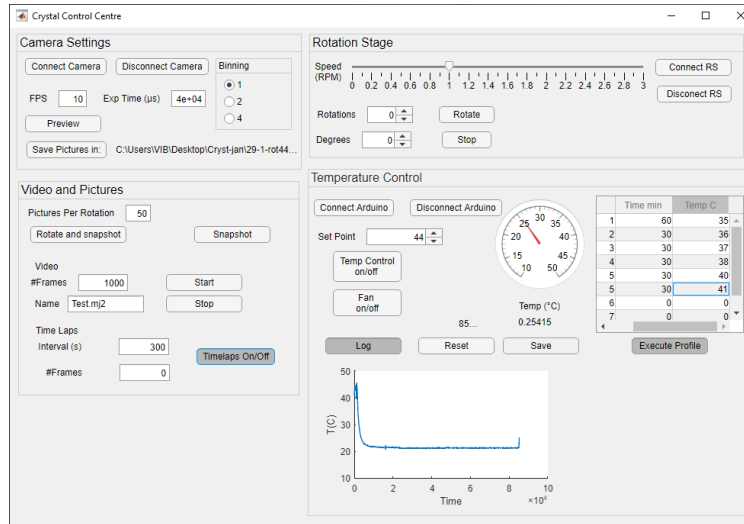 Crystal Control Centre
Camera Settings
Connect Camera Disconnect Camera
Binning
1
2
4
FPS 10 Exp Time (µs) 4e+04
Preview
Save Pictures in: C:\Users\VIB\Desktop\Cryst-jan\29-1-rot44...
Rotation Stage
Speed (RPM)
0 0.2 0.4 0.6 0.8 1 1.2 1.4 1.6 1.8 2 2.2 2.4 2.6 2.8 3
Connect RS
Disconect RS
Rotations 0 Rotate
Degrees 0 Stop
Video and Pictures
Pictures Per Rotation 50
Rotate and snapshot Snapshot
Video
#Frames 1000 Start
Name Test.mj2 Stop
Time Laps
Interval (s) 300
Timelaps On/Off
#Frames 0
Temperature Control
Connect Arduino Disconnect Arduino
Set Point 44
Temp Control
on/off
Fan
on/off
10 15 20 25 30 35 40 45 50
Temp (°C)
85... 0.25415
Log Reset Save
Time min Temp C
1 60 35
2 30 36
3 30 37
4 30 38
5 30 40
5 30 41
6 0 0
7 0 0
Execute Profile
50
40
30
20
10
T(C)
0 2 4 6 8 10
Time ×10⁴